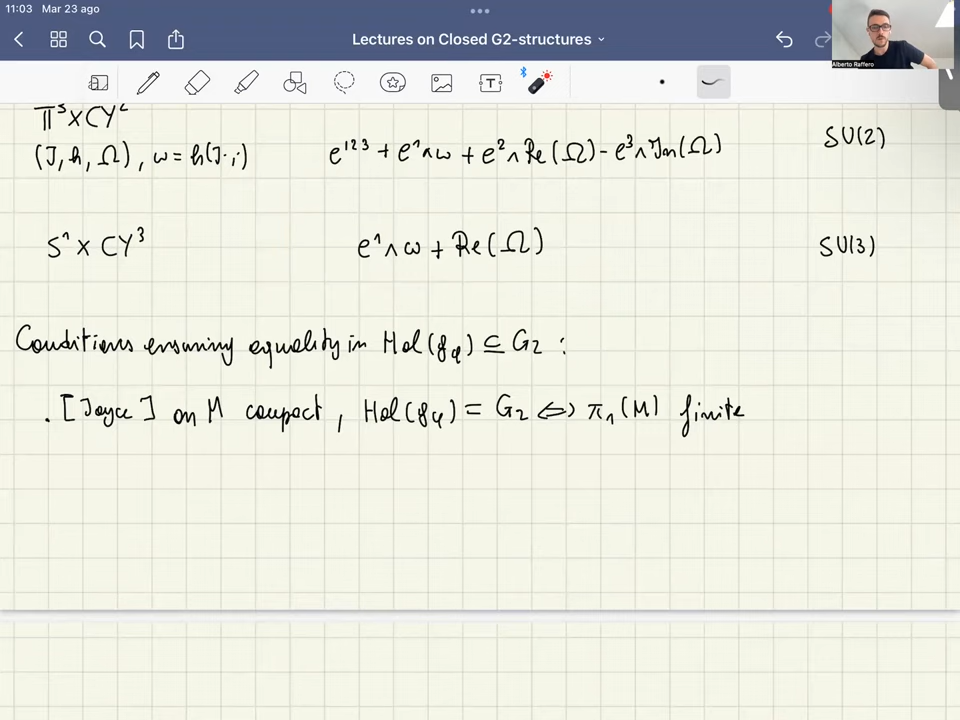 11:03 Mar 23 ago
Lectures on Closed G2-structures
Alberto Raffero
𝕋³ × CY²
(J, h, Ω), ω = h(J·,·) e¹²³ + e¹∧ω + e²∧Re(Ω) − e³∧Im(Ω) SU(2)
S¹ × CY³ e¹∧ω + Re(Ω) SU(3)
Conditions ensuring equality in Hol(g_φ) ⊆ G₂ :
. [Joyce] on M compact, Hol(g_φ) = G₂ ⇔ π₁(M) finite